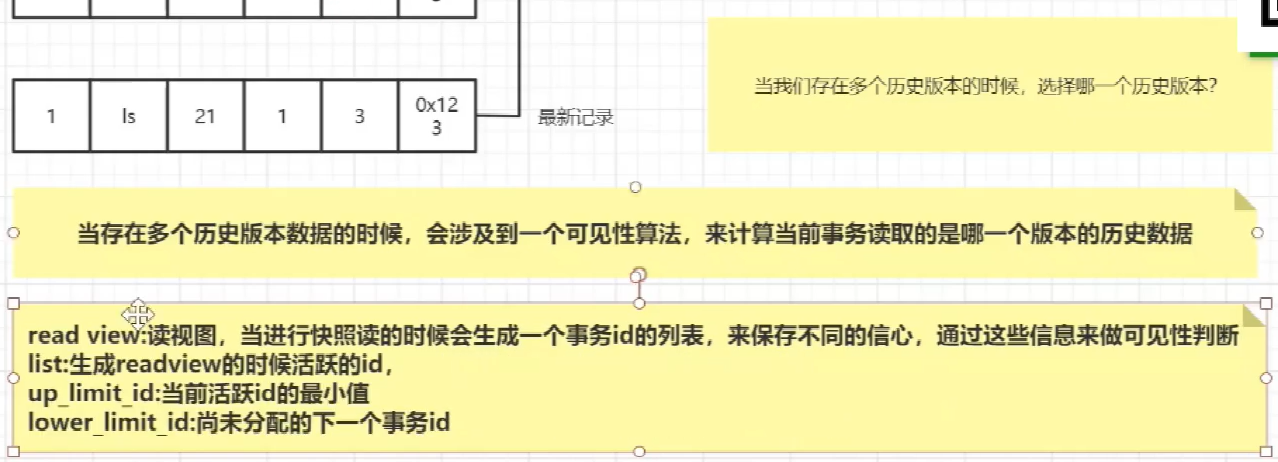 1 ls 21 1 3 0x12
3
最新记录
当我们存在多个历史版本的时候，选择哪一个历史版本？
当存在多个历史版本数据的时候，会涉及到一个可见性算法，来计算当前事务读取的是哪一个版本的历史数据
read view:读视图，当进行快照读的时候会生成一个事务id的列表，来保存不同的信心，通过这些信息来做可见性判断
list:生成readview的时候活跃的id，
up_limit_id:当前活跃id的最小值
lower_limit_id:尚未分配的下一个事务id